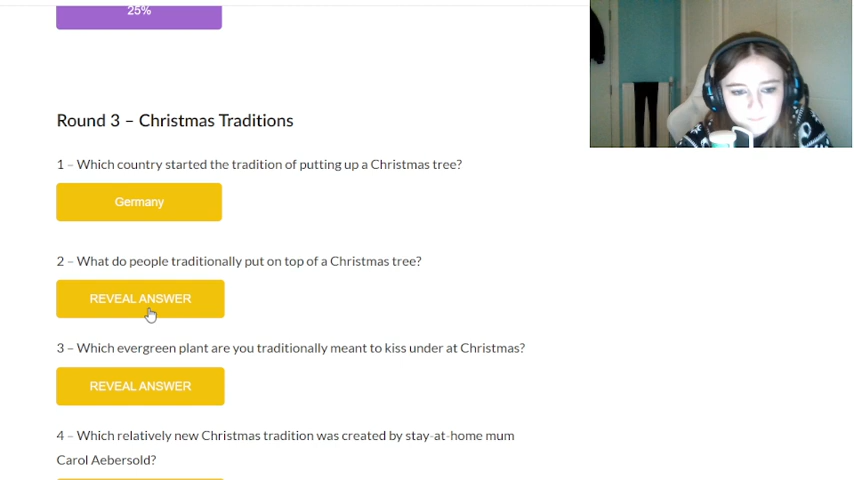 25%
Round 3 – Christmas Traditions
1 – Which country started the tradition of putting up a Christmas tree?
Germany
2 – What do people traditionally put on top of a Christmas tree?
REVEAL ANSWER
3 – Which evergreen plant are you traditionally meant to kiss under at Christmas?
REVEAL ANSWER
4 – Which relatively new Christmas tradition was created by stay-at-home mum
Carol Aebersold?